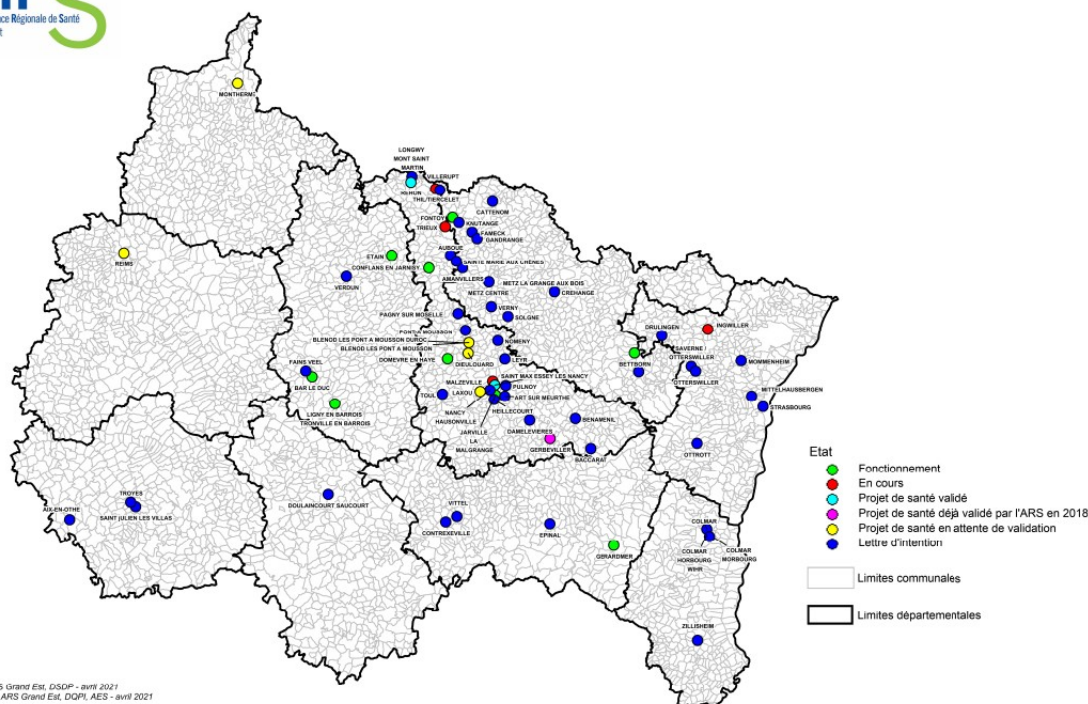 Régionale de Santé
MONTHERME
LONGWY
MONT SAINT
MARTIN
VILLERUPT
REHON
THIL/TIERCELET
CATTENOM
FONTOY
KNUTANGE
TRIEUX
FAMECK
GANDRANGE
REIMS
ETAIN
AUBOUE
SAINTE MARIE AUX CHENES
CONFLANS EN JARNISY
AMANVILLERS
METZ LA GRANGE AUX BOIS
VERDUN
METZ CENTRE
CREHANGE
VERNY
PAGNY SUR MOSELLE
SOLGNE
INGWILLER
PONT A MOUSSON
DRULINGEN
BLENOD LES PONT A MOUSSON DUROC
NOMENY
SAVERNE /
OTTERSWILLER
BLENOD LES PONT A MOUSSON
DOMEVRE EN HAYE
DIEULOUARD
LEYR
BETTBORN
MOMMENHEIM
FAINS VEEL
OTTERSWILLER
BAR LE DUC
MALZEVILLE
SAINT MAX ESSEY LES NANCY
PULNOY
MITTELHAUSBERGEN
TOUL
LAXOU
ART SUR MEURTHE
STRASBOURG
LIGNY EN BARROIS
TRONVILLE EN BARROIS
NANCY
HEILLECOURT
HAUSONVILLE
DAMELEVIERES
BENAMENIL
JARVILLE
LA
MALGRANGE
GERBEVILLER
BACCARAT
OTTROTT
TROYES
SAINT JULIEN LES VILLAS
AIX-EN-OTHE
DOULAINCOURT SAUCOURT
VITTEL
CONTREXEVILLE
EPINAL
GERARDMER
COLMAR
COLMAR
HORBOURG
WIHR
COLMAR
MORBOURG
ZILLISHEIM
Etat
Fonctionnement
En cours
Projet de santé validé
Projet de santé déjà validé par l'ARS en 2018
Projet de santé en attente de validation
Lettre d'intention
Limites communales
Limites départementales
Grand Est, DSDP - avril 2021
ARS Grand Est, DQPI, AES - avril 2021